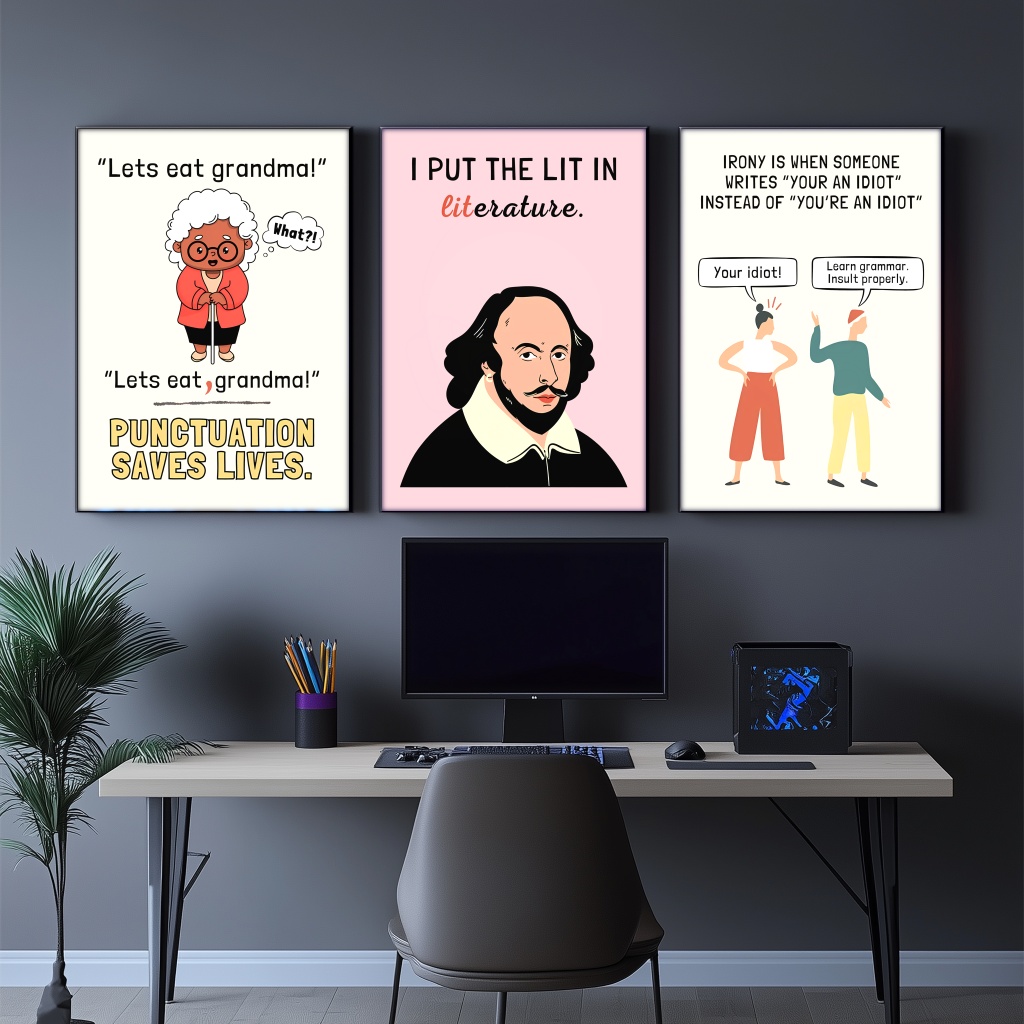 "Lets eat grandma!"
What?!
"Lets eat,grandma!"
PUNCTUATION
SAVES LIVES.
I PUT THE LIT IN
literature.
IRONY IS WHEN SOMEONE
WRITES "YOUR AN IDIOT"
INSTEAD OF "YOU'RE AN IDIOT"
Your idiot!
Learn grammar.
Insult properly.